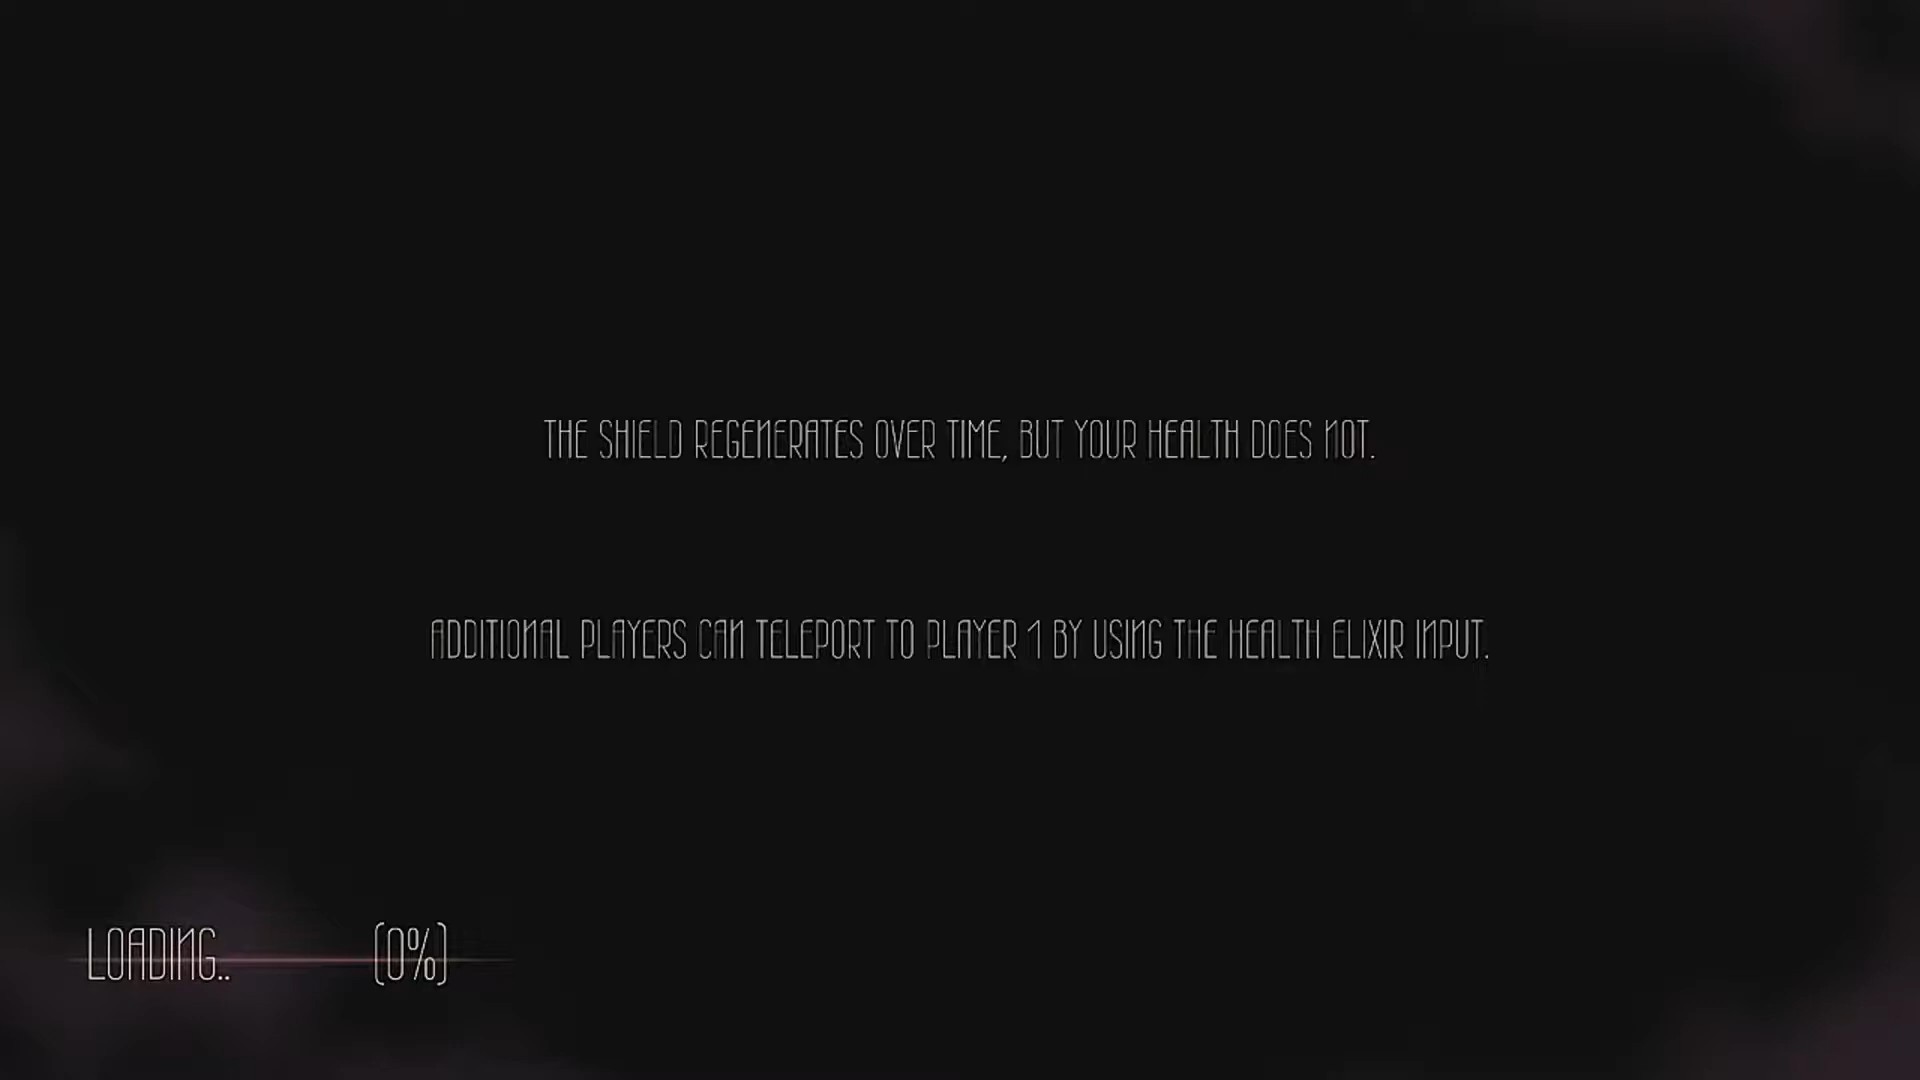 THE SHIELD REGENERATES OVER TIME, BUT YOUR HEALTH DOES NOT.
ADDITIONAL PLAYERS CAN TELEPORT TO PLAYER 1 BY USING THE HEALTH ELIXIR INPUT.
LOADING.. (0%)